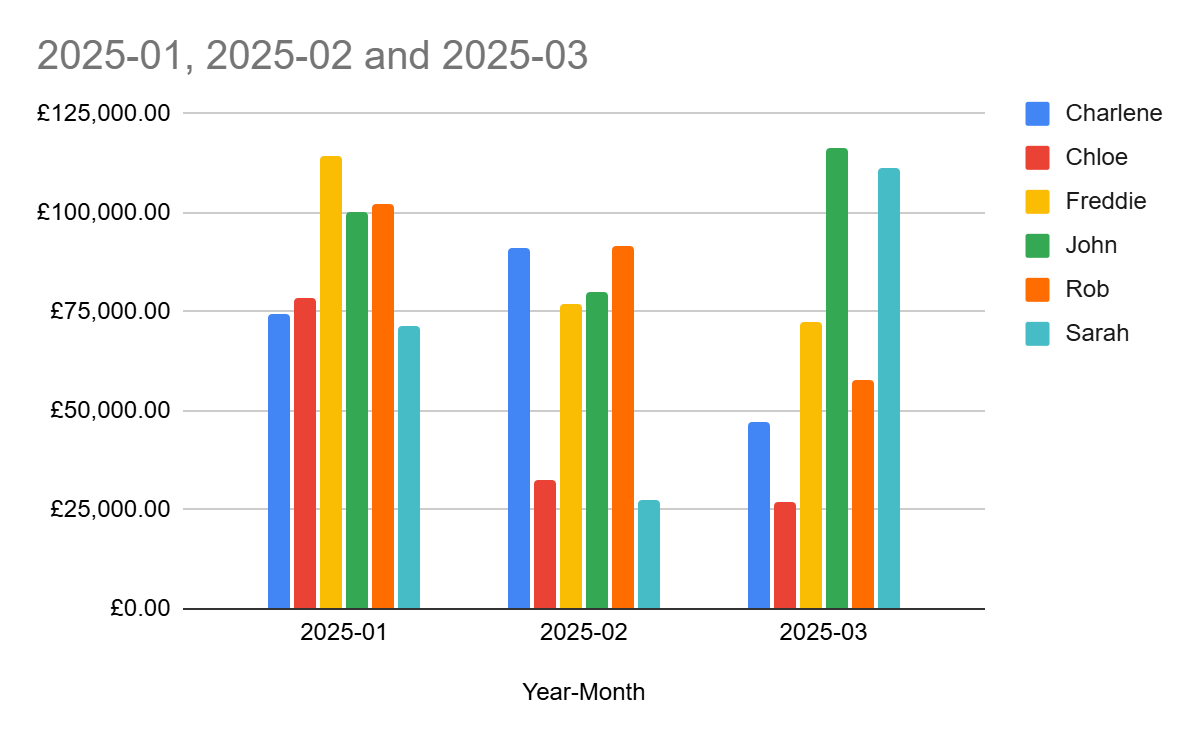 2025-01, 2025-02 and 2025-03
£125,000.00
£100,000.00
£75,000.00
£50,000.00
£25,000.00
£0.00
2025-01
2025-02
2025-03
Year-Month
Charlene
Chloe
Freddie
John
Rob
Sarah